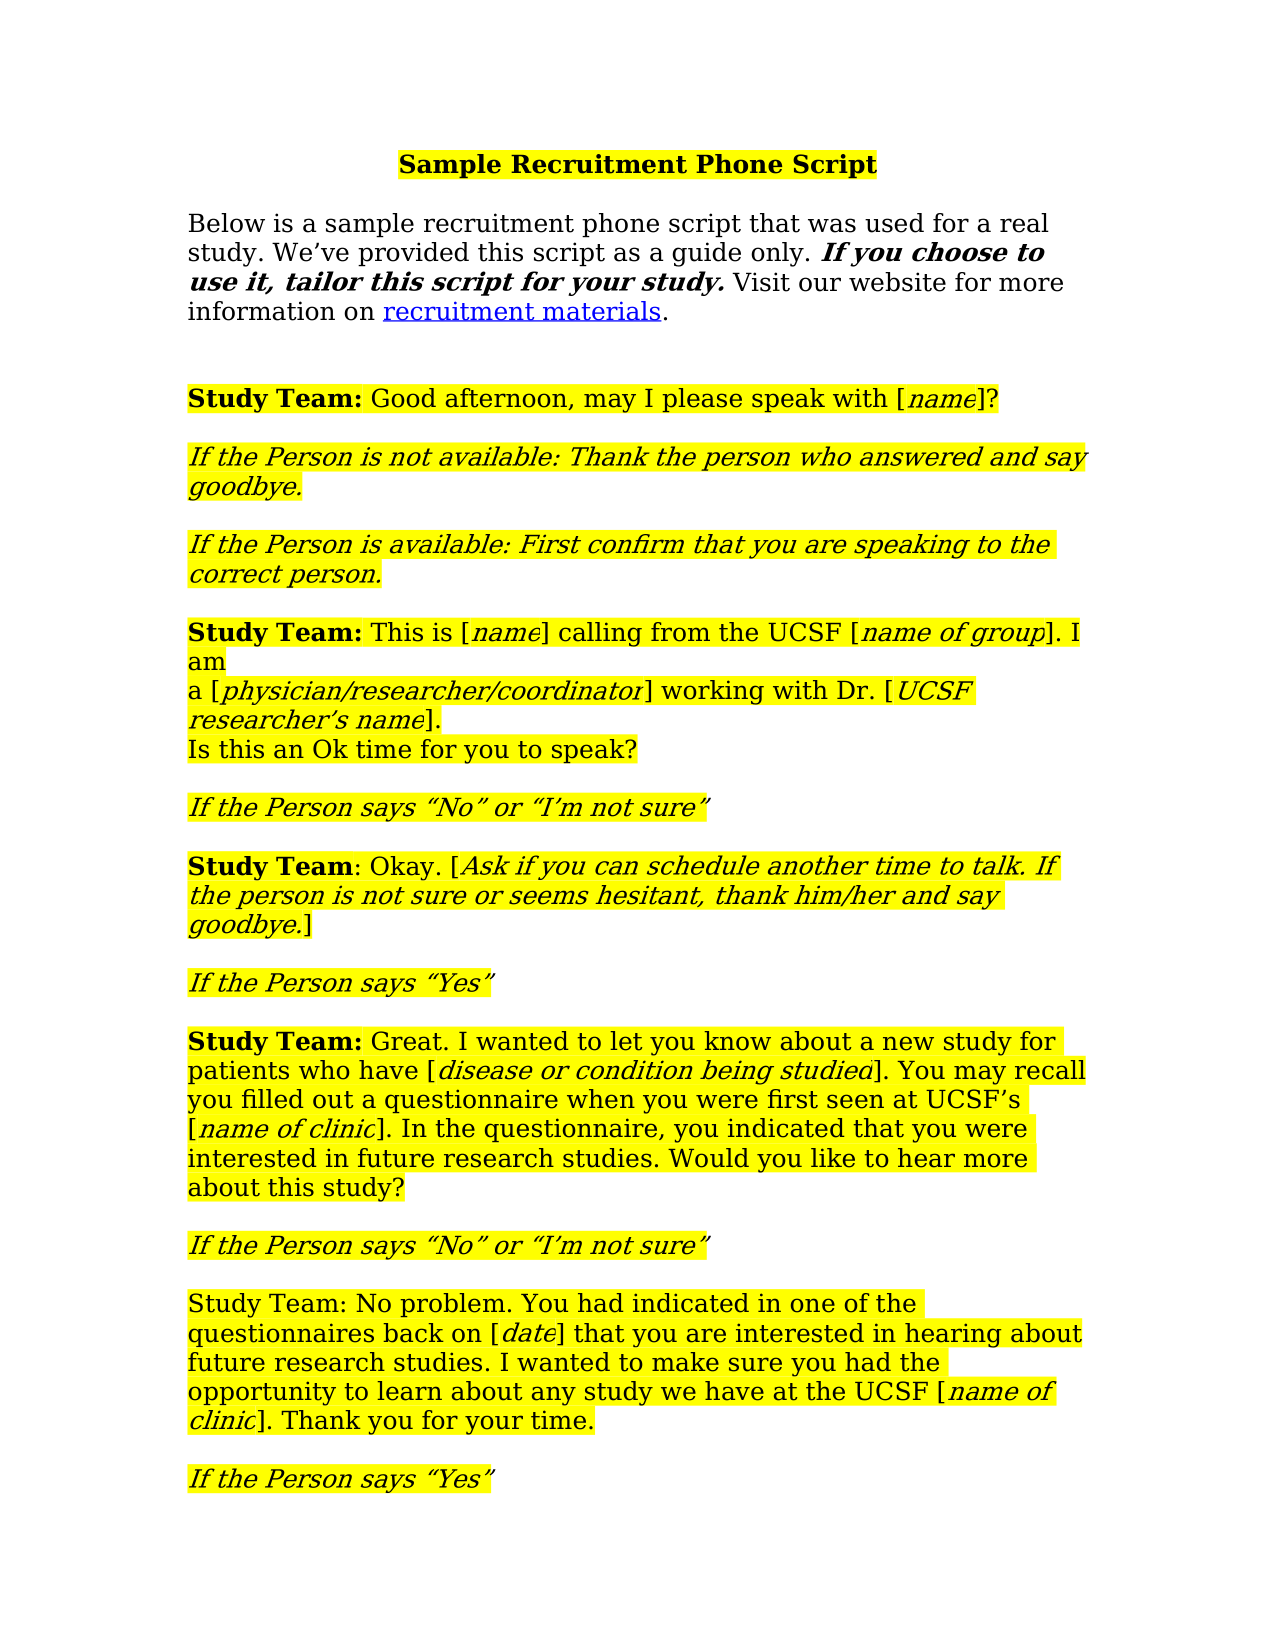 Sample Recruitment Phone Script
Below is a sample recruitment phone script that was used for a real
study. We’ve provided this script as a guide only. If you choose to
use it, tailor this script for your study. Visit our website for more
information on recruitment materials.
Study Team: Good afternoon, may I please speak with [name]?
If the Person is not available: Thank the person who answered and say
goodbye.
If the Person is available: First confirm that you are speaking to the
correct person.
Study Team: This is [name] calling from the UCSF [name of group]. I
am
a [physician/researcher/coordinator] working with Dr. [UCSF
researcher’s name].
Is this an Ok time for you to speak?
If the Person says “No” or “I’m not sure”
Study Team: Okay. [Ask if you can schedule another time to talk. If
the person is not sure or seems hesitant, thank him/her and say
goodbye.]
If the Person says “Yes”
Study Team: Great. I wanted to let you know about a new study for
patients who have [disease or condition being studied]. You may recall
you filled out a questionnaire when you were first seen at UCSF’s
[name of clinic]. In the questionnaire, you indicated that you were
interested in future research studies. Would you like to hear more
about this study?
If the Person says “No” or “I’m not sure”
Study Team: No problem. You had indicated in one of the
questionnaires back on [date] that you are interested in hearing about
future research studies. I wanted to make sure you had the
opportunity to learn about any study we have at the UCSF [name of
clinic]. Thank you for your time.
If the Person says “Yes”